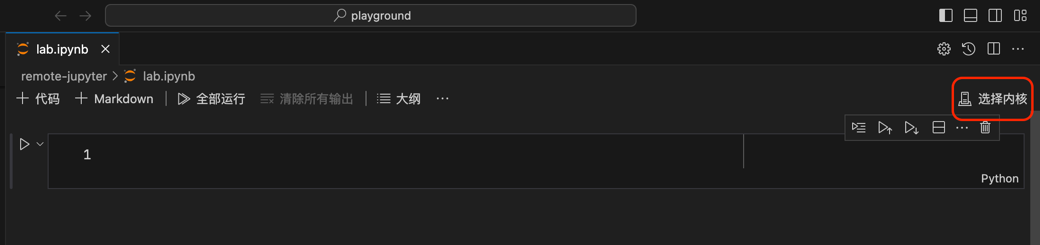 playground
lab.ipynb
remote-jupyter > lab.ipynb
代码 Markdown 全部运行 清除所有输出 大纲 ... 选择内核
1
Python